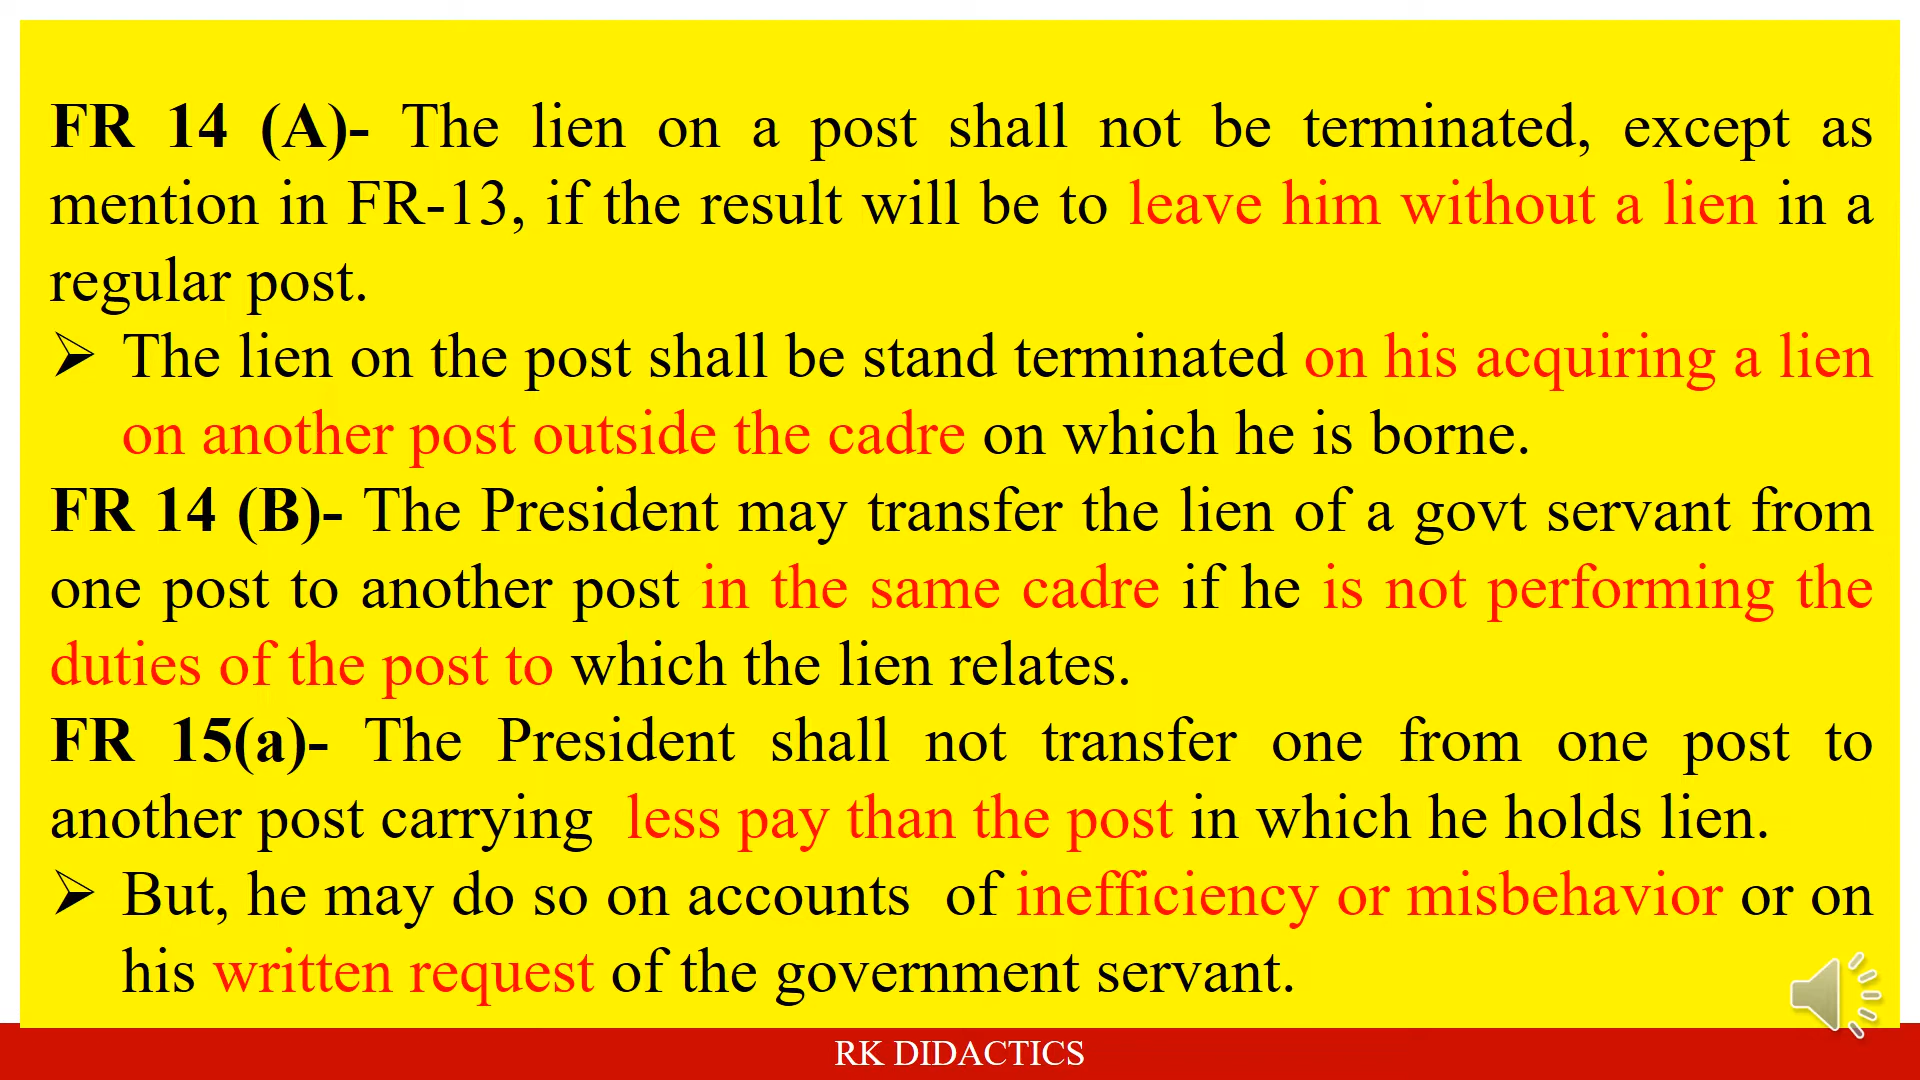 FR 14 (A)- The lien on a post shall not be terminated, except as
mention in FR-13, if the result will be to leave him without a lien in a
regular post.
➢ The lien on the post shall be stand terminated on his acquiring a lien
on another post outside the cadre on which he is borne.
FR 14 (B)- The President may transfer the lien of a govt servant from
one post to another post in the same cadre if he is not performing the
duties of the post to which the lien relates.
FR 15(a)- The President shall not transfer one from one post to
another post carrying less pay than the post in which he holds lien.
➢ But, he may do so on accounts of inefficiency or misbehavior or on
his written request of the government servant.
RK DIDACTICS